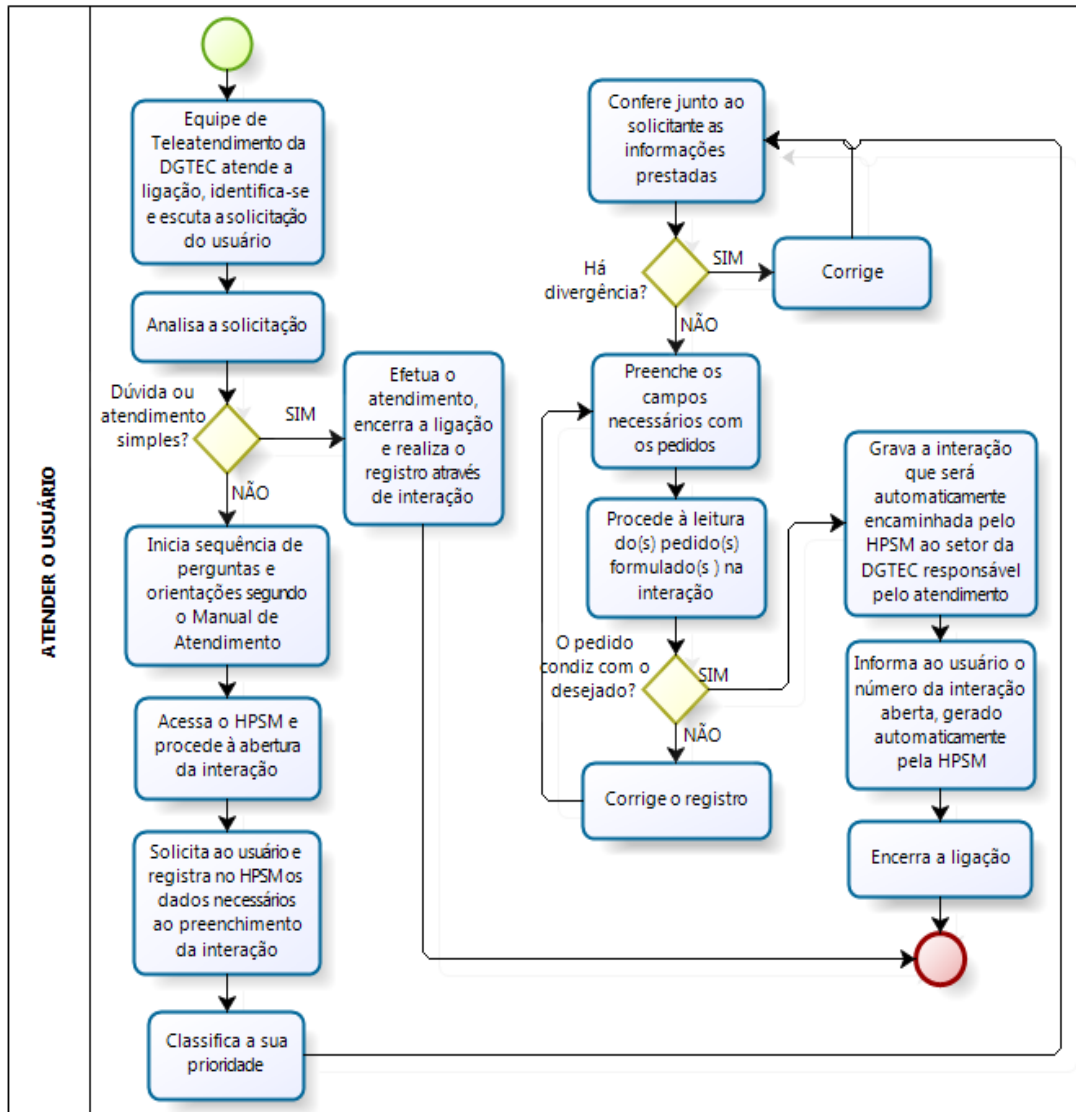 ATENDER O USUÁRIO
Equipe de
Teleatendimento da
DGTEC atende a
ligação, identifica-se
e escuta a solicitação
do usuário
Analisa a solicitação
Dúvida ou
atendimento
simples?
SIM
NÃO
Efetua o
atendimento,
encerra a ligação
e realiza o
registro através
de interação
Inicia sequência de
perguntas e
orientações segundo
o Manual de
Atendimento
Acessa o HPSM e
procede à abertura
da interação
Solicita ao usuário e
registra no HPSM os
dados necessários
ao preenchimento
da interação
Classifica a sua
prioridade
Confere junto ao
solicitante as
informações
prestadas
Há
divergência?
SIM
Corrige
NÃO
Preenche os
campos
necessários com
os pedidos
Procede à leitura
do(s) pedido(s)
formulado(s ) na
interação
O pedido
condiz com o
desejado?
SIM
NÃO
Corrige o registro
Grava a interação
que será
automaticamente
encaminhada pelo
HPSM ao setor da
DGTEC responsável
pelo atendimento
Informa ao usuário o
número da interação
aberta, gerado
automaticamente
pela HPSM
Encerra a ligação